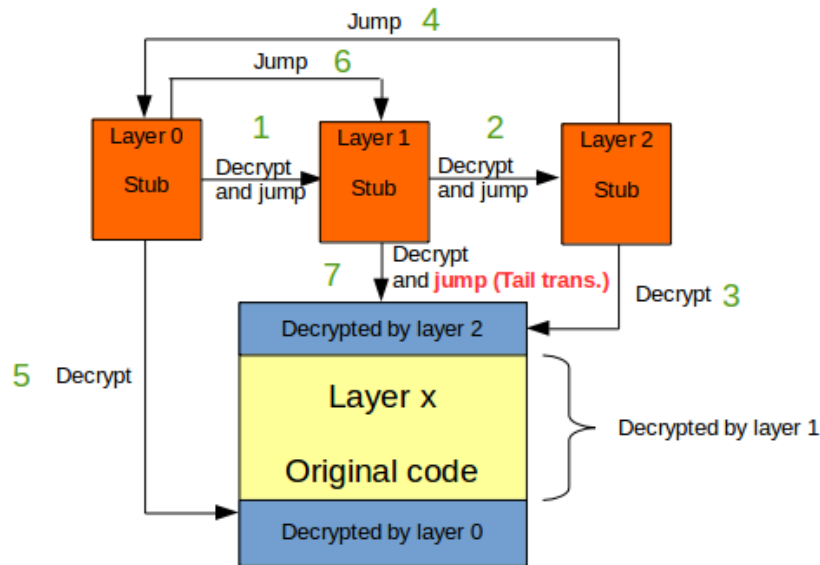 Jump 4
Jump 6
Layer 0
Stub
1
Decrypt
and jump
Layer 1
Stub
2
Decrypt
and jump
Layer 2
Stub
7
Decrypt
and jump (Tail trans.)
Decrypt 3
Decrypted by layer 2
5 Decrypt
Layer x
Original code
Decrypted by layer 1
Decrypted by layer 0